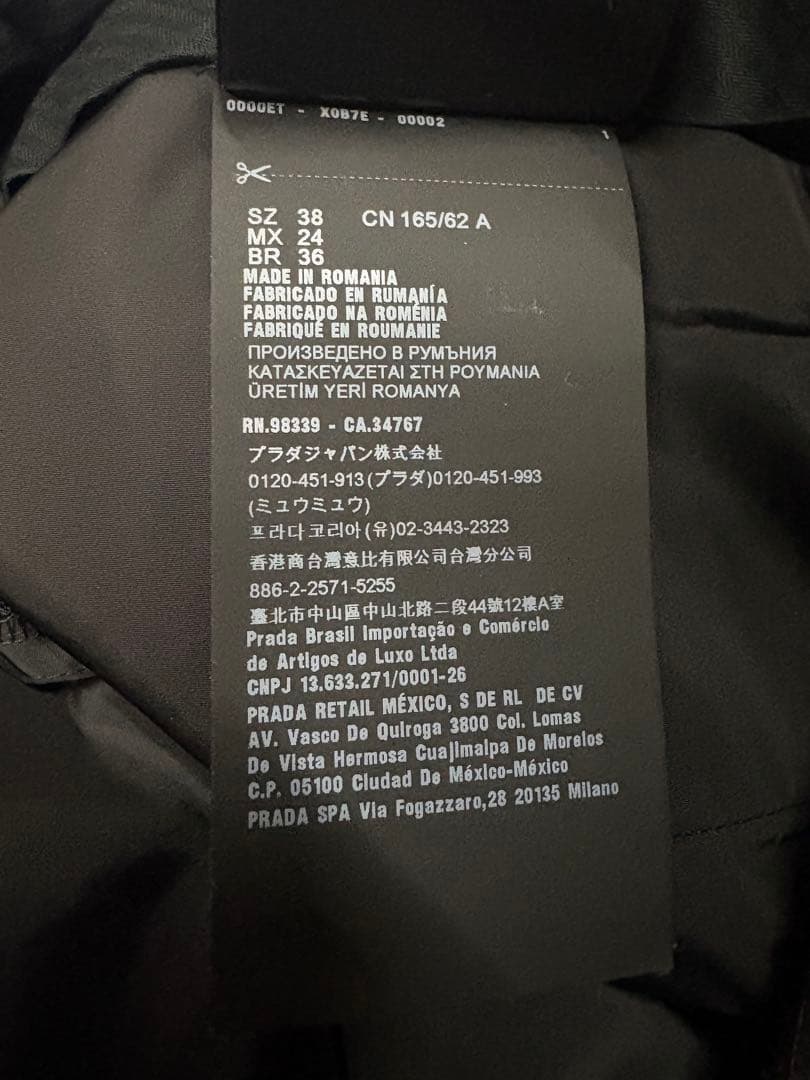 0000ET - X0B7E - 00002
1
SZ 38 CN 165/62 A
MX 24
BR 36
MADE IN ROMANIA
FABRICADO EN RUMANÍA
FABRICADO NA ROMÉNIA
FABRIQUÉ EN ROUMANIE
ПРОИЗВЕДЕНО В РУМЪНИЯ
ΚΑΤΑΣΚΕΥΑΖΕΤΑΙ ΣΤΗ ΡΟΥΜΑΝΙΑ
ÜRETİM YERİ ROMANYA
RN.98339 - CA.34767
プラダジャパン株式会社
0120-451-913(プラダ)0120-451-993
(ミュウミュウ)
프라다코리아(유)02-3443-2323
香港商台灣意比有限公司台灣分公司
886-2-2571-5255
臺北市中山區中山北路二段44號12樓A室
Prada Brasil Importação e Comércio
de Artigos de Luxo Ltda
CNPJ 13.633.271/0001-26
PRADA RETAIL MÉXICO, S DE RL DE CV
AV. Vasco De Quiroga 3800 Col. Lomas
De Vista Hermosa Cuajimalpa De Morelos
C.P. 05100 Ciudad De México-México
PRADA SPA Via Fogazzaro,28 20135 Milano